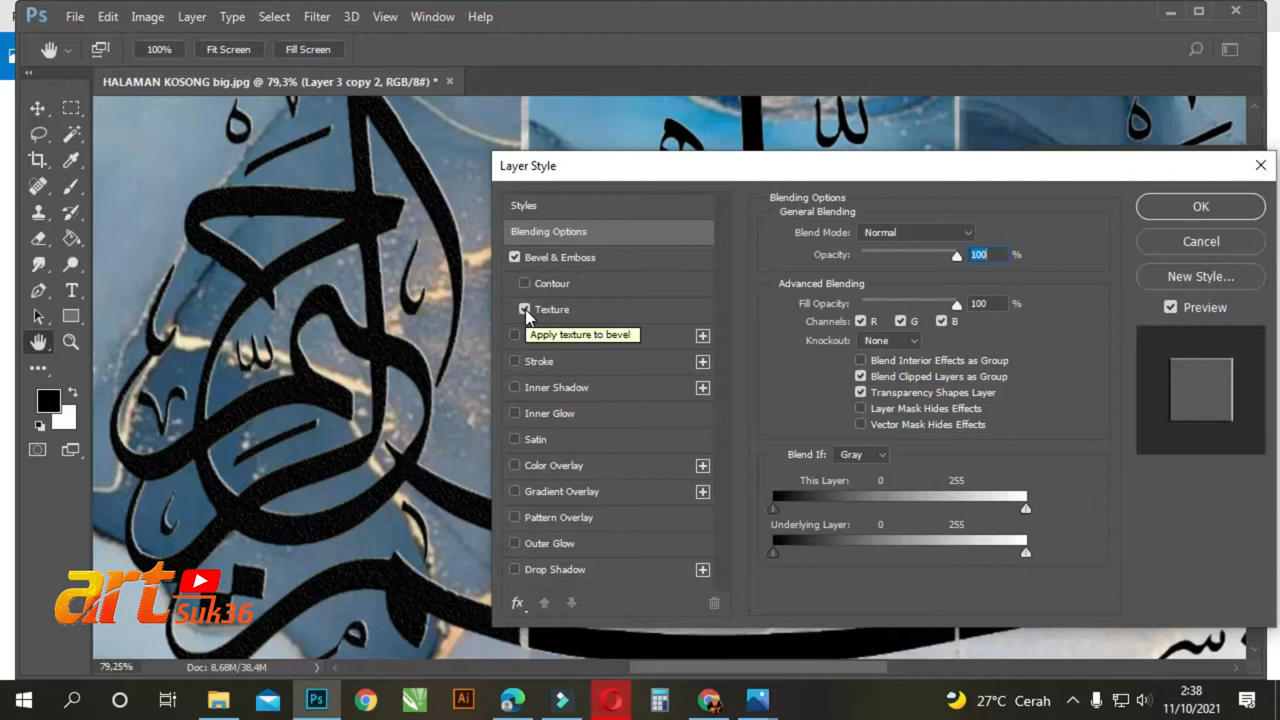 Ps File Edit Image Layer Type Select Filter 3D View Window Help
100% Fit Screen Fill Screen
HALAMAN KOSONG big.jpg @ 79,3% (Layer 3 copy 2, RGB/8#) *
Layer Style
Styles
Blending Options
Bevel & Emboss
Contour
Texture
Apply texture to bevel
Stroke
Inner Shadow
Inner Glow
Satin
Color Overlay
Gradient Overlay
Pattern Overlay
Outer Glow
Drop Shadow
fx
Blending Options
General Blending
Blend Mode: Normal
Opacity: 100 %
Advanced Blending
Fill Opacity: 100 %
Channels: R G B
Knockout: None
Blend Interior Effects as Group
Blend Clipped Layers as Group
Transparency Shapes Layer
Layer Mask Hides Effects
Vector Mask Hides Effects
Blend If: Gray
This Layer: 0 255
Underlying Layer: 0 255
OK
Cancel
New Style...
Preview
art
Suk36
79,25% Doc: 8,68M/38,4M
Ps Ai 27°C Cerah 2:38
11/10/2021